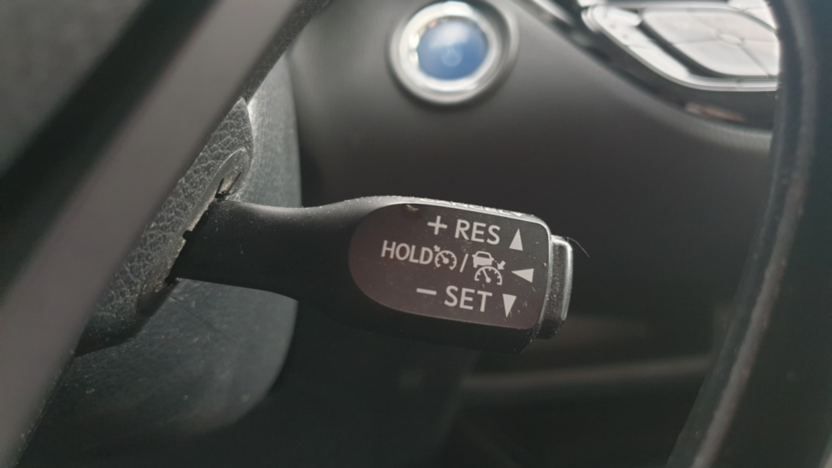 + RES ▲
HOLD / ◀
- SET ▼